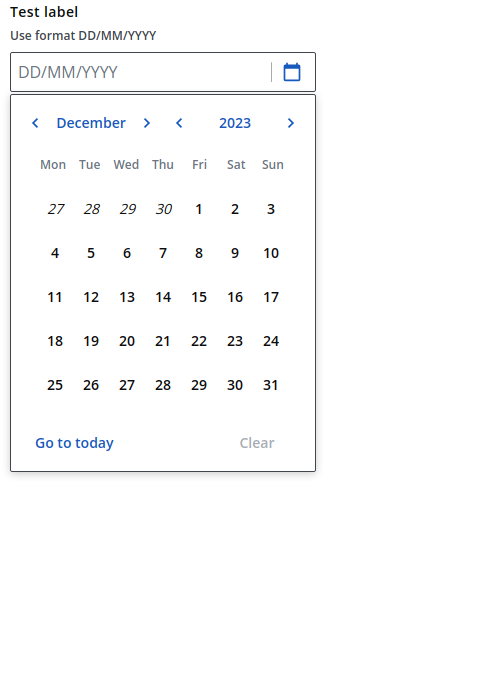 Test label
Use format DD/MM/YYYY
DD/MM/YYYY
December 2023
Mon Tue Wed Thu Fri Sat Sun
27 28 29 30 1 2 3
4 5 6 7 8 9 10
11 12 13 14 15 16 17
18 19 20 21 22 23 24
25 26 27 28 29 30 31
Go to today Clear